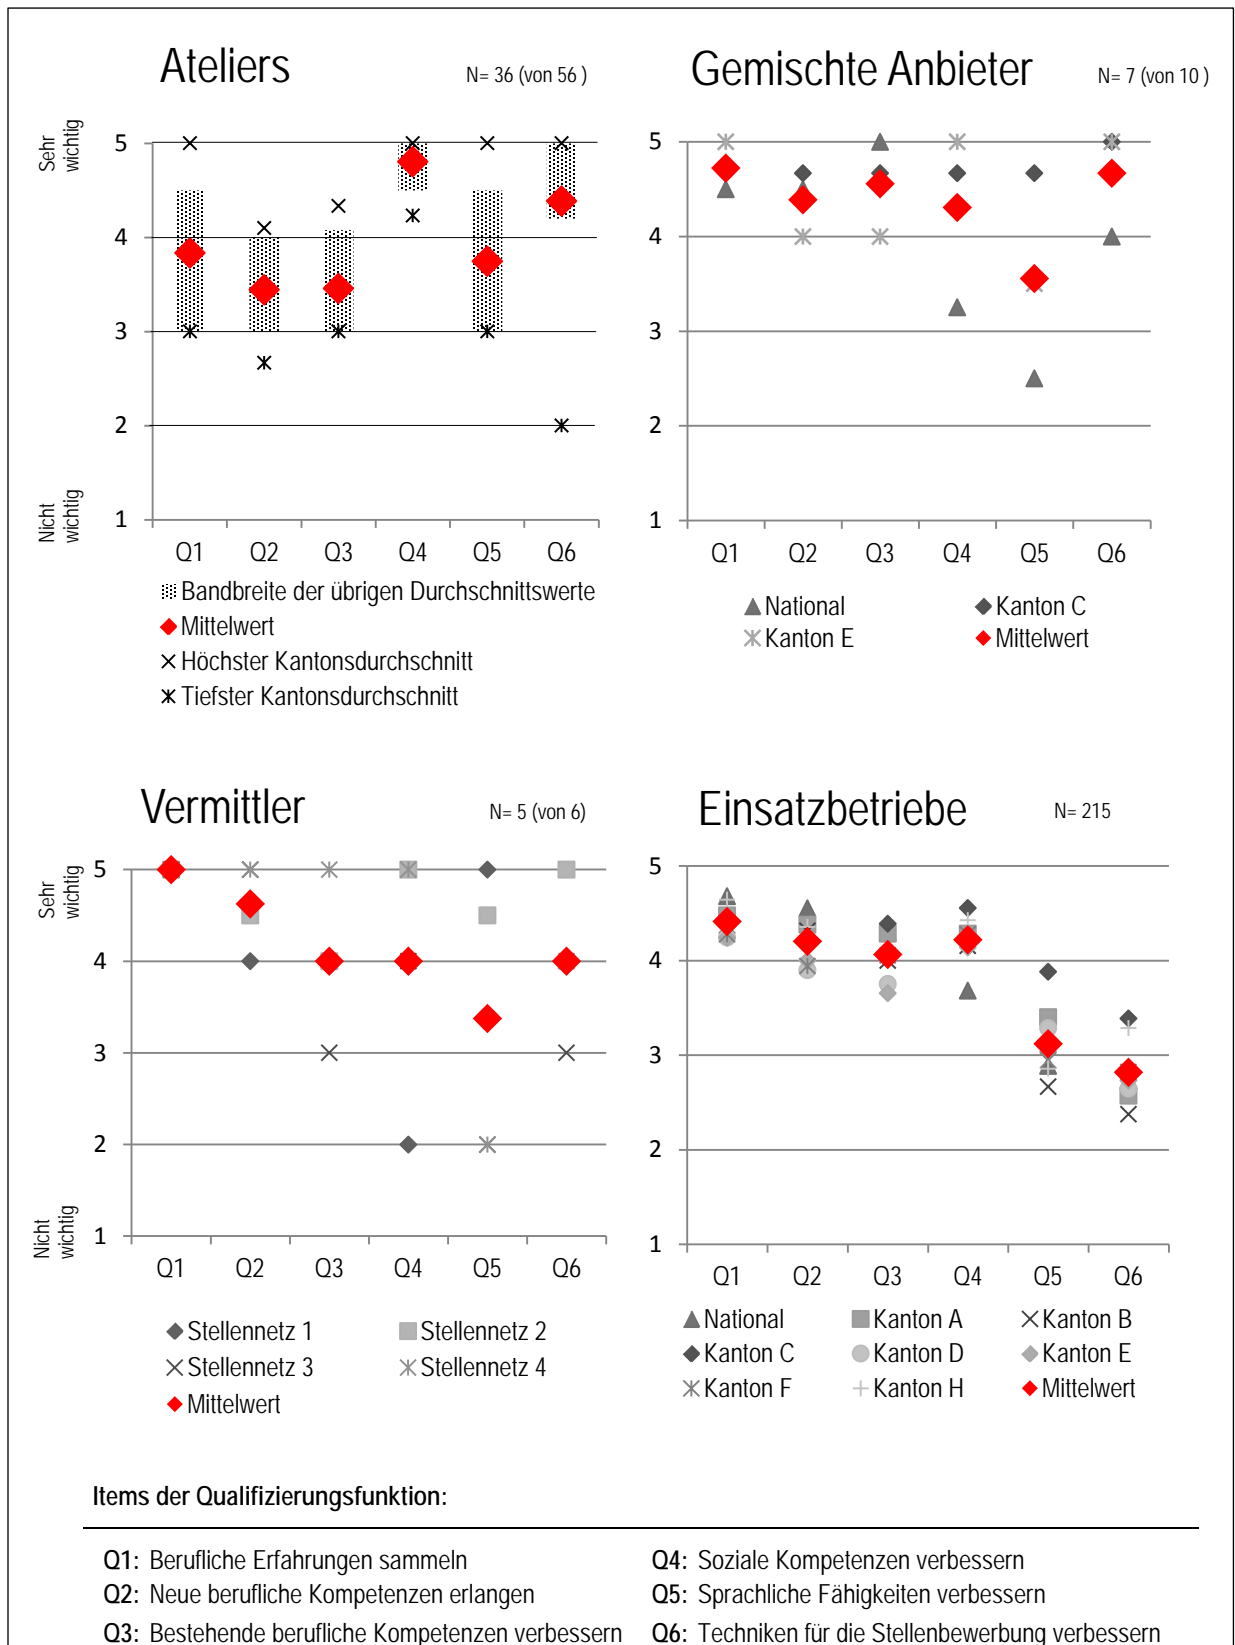 Ateliers
N= 36 (von 56 )
Sehr
wichtig
5
4
3
2
1
Nicht
wichtig
Q1 Q2 Q3 Q4 Q5 Q6
Bandbreite der übrigen Durchschnittswerte
Mittelwert
Höchster Kantonsdurchschnitt
Tiefster Kantonsdurchschnitt
Gemischte Anbieter
N= 7 (von 10 )
5
4
3
2
1
Q1 Q2 Q3 Q4 Q5 Q6
National Kanton C
Kanton E Mittelwert
Vermittler
N= 5 (von 6)
Sehr
wichtig
5
4
3
2
1
Nicht
wichtig
Q1 Q2 Q3 Q4 Q5 Q6
Stellennetz 1 Stellennetz 2
Stellennetz 3 Stellennetz 4
Mittelwert
Einsatzbetriebe
N= 215
5
4
3
2
1
Q1 Q2 Q3 Q4 Q5 Q6
National Kanton A Kanton B
Kanton C Kanton D Kanton E
Kanton F Kanton H Mittelwert
Items der Qualifizierungsfunktion:
Q1: Berufliche Erfahrungen sammeln
Q2: Neue berufliche Kompetenzen erlangen
Q3: Bestehende berufliche Kompetenzen verbessern
Q4: Soziale Kompetenzen verbessern
Q5: Sprachliche Fähigkeiten verbessern
Q6: Techniken für die Stellenbewerbung verbessern